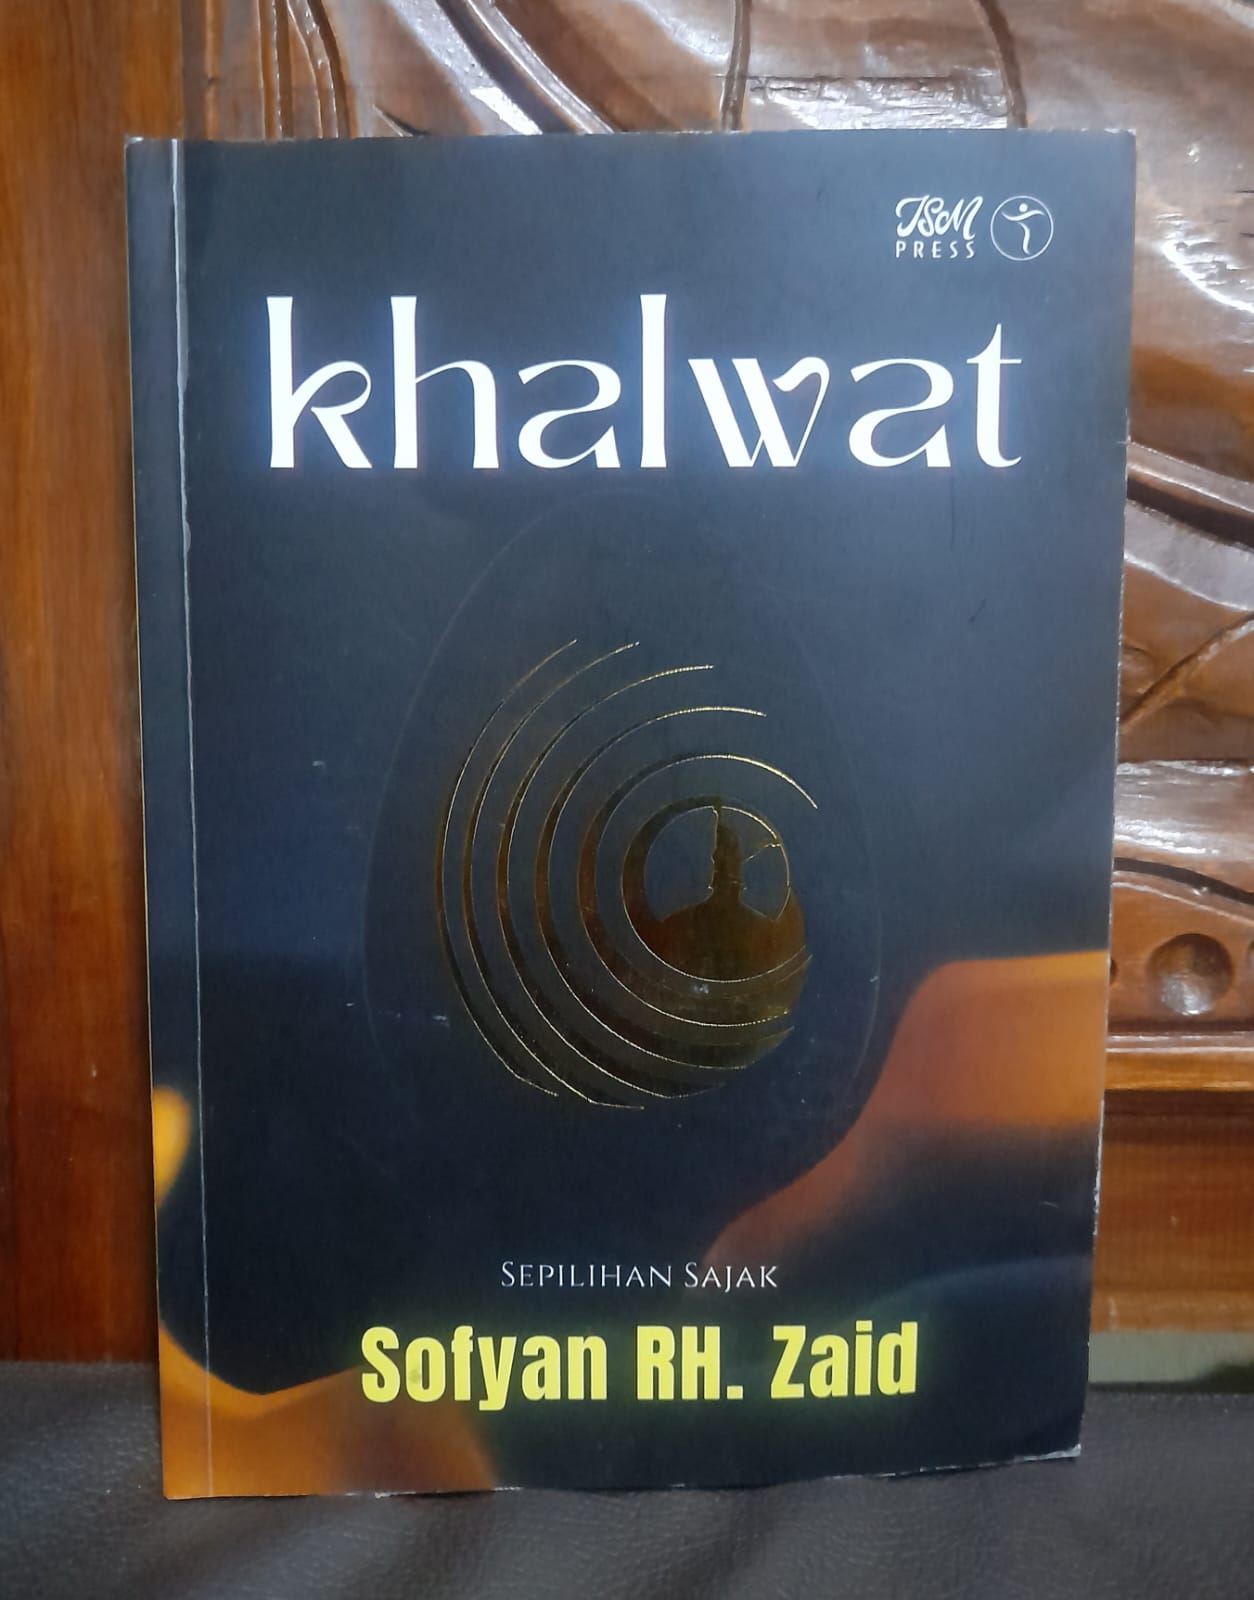 JSM
PRESS
khalwat
SEPILIHAN SAJAK
Sofyan RH. Zaid